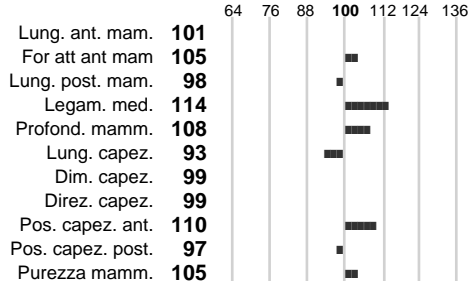 64 76 88 100 112 124 136
Lung. ant. mam. 101
For att ant mam 105
Lung. post. mam. 98
Legam. med. 114
Profond. mamm. 108
Lung. capez. 93
Dim. capez. 99
Direz. capez. 99
Pos. capez. ant. 110
Pos. capez. post. 97
Purezza mamm. 105